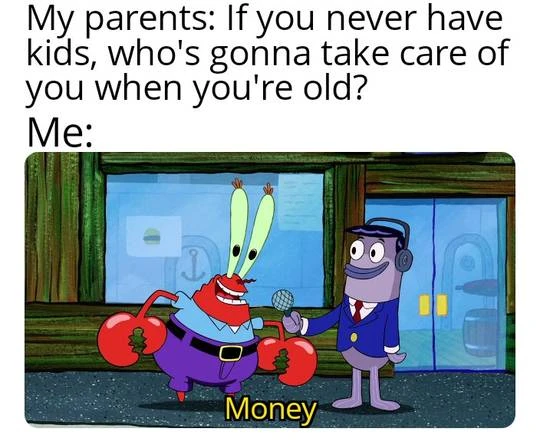 My parents: If you never have
kids, who's gonna take care of
you when you're old?
Me:
Money